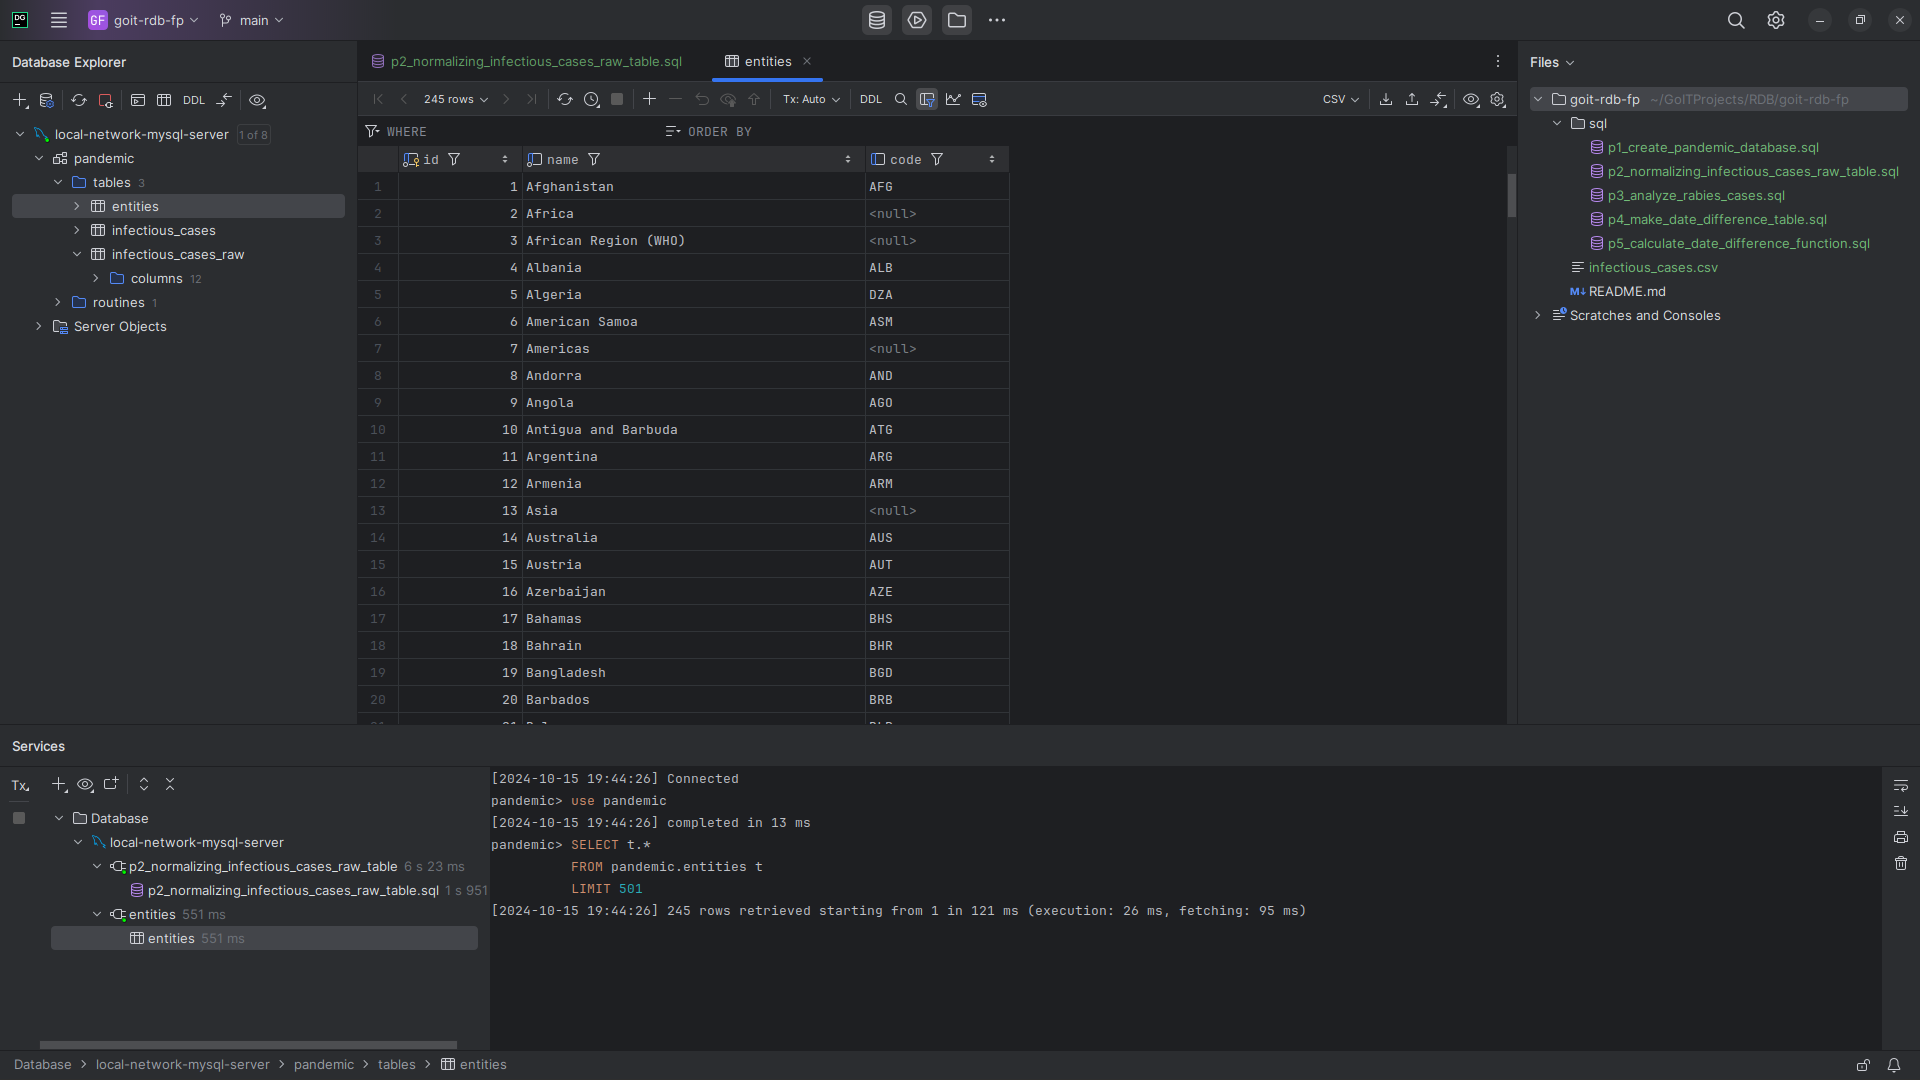 DG
GF goit-rdb-fp main
Database Explorer
DDL
local-network-mysql-server 1 of 8
pandemic
tables 3
entities
infectious_cases
infectious_cases_raw
columns 12
routines 1
Server Objects
p2_normalizing_infectious_cases_raw_table.sql entities
245 rows Tx: Auto DDL CSV
WHERE ORDER BY
id name code
1 1 Afghanistan AFG
2 2 Africa <null>
3 3 African Region (WHO) <null>
4 4 Albania ALB
5 5 Algeria DZA
6 6 American Samoa ASM
7 7 Americas <null>
8 8 Andorra AND
9 9 Angola AGO
10 10 Antigua and Barbuda ATG
11 11 Argentina ARG
12 12 Armenia ARM
13 13 Asia <null>
14 14 Australia AUS
15 15 Austria AUT
16 16 Azerbaijan AZE
17 17 Bahamas BHS
18 18 Bahrain BHR
19 19 Bangladesh BGD
20 20 Barbados BRB
Files
goit-rdb-fp ~/GoITProjects/RDB/goit-rdb-fp
sql
p1_create_pandemic_database.sql
p2_normalizing_infectious_cases_raw_table.sql
p3_analyze_rabies_cases.sql
p4_make_date_difference_table.sql
p5_calculate_date_difference_function.sql
infectious_cases.csv
M↓ README.md
Scratches and Consoles
Services
Tx
Database
local-network-mysql-server
p2_normalizing_infectious_cases_raw_table 6 s 23 ms
p2_normalizing_infectious_cases_raw_table.sql 1 s 951
entities 551 ms
entities 551 ms
[2024-10-15 19:44:26] Connected
pandemic> use pandemic
[2024-10-15 19:44:26] completed in 13 ms
pandemic> SELECT t.*
FROM pandemic.entities t
LIMIT 501
[2024-10-15 19:44:26] 245 rows retrieved starting from 1 in 121 ms (execution: 26 ms, fetching: 95 ms)
Database > local-network-mysql-server > pandemic > tables > entities